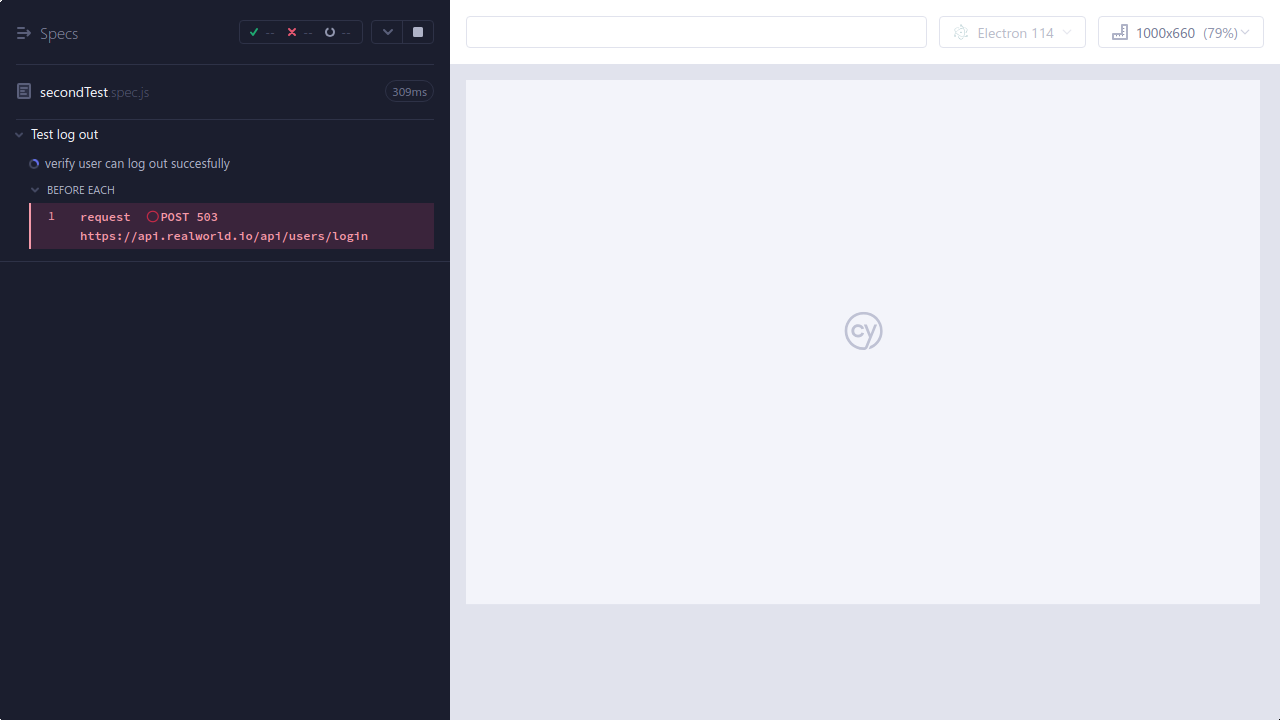 Specs
-- -- --
Electron 114
1000x660 (79%)
secondTest spec.js
309ms
Test log out
verify user can log out succesfully
BEFORE EACH
1 request POST 503
https://api.realworld.io/api/users/login
cy